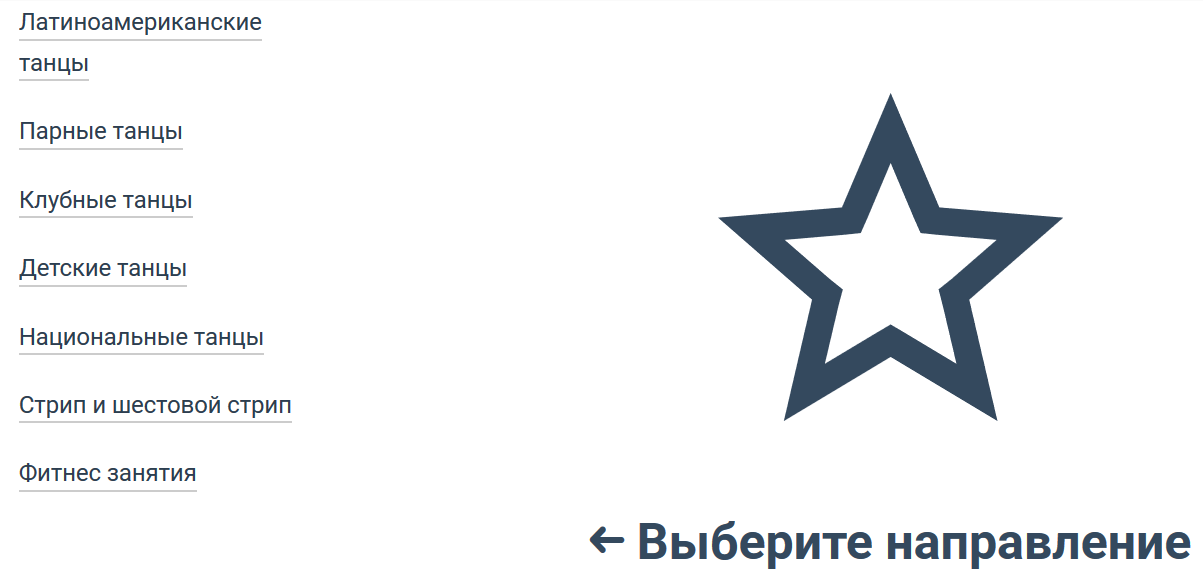 Латиноамериканские
танцы
Парные танцы
Клубные танцы
Детские танцы
Национальные танцы
Стрип и шестовой стрип
Фитнес занятия
← Выберите направление